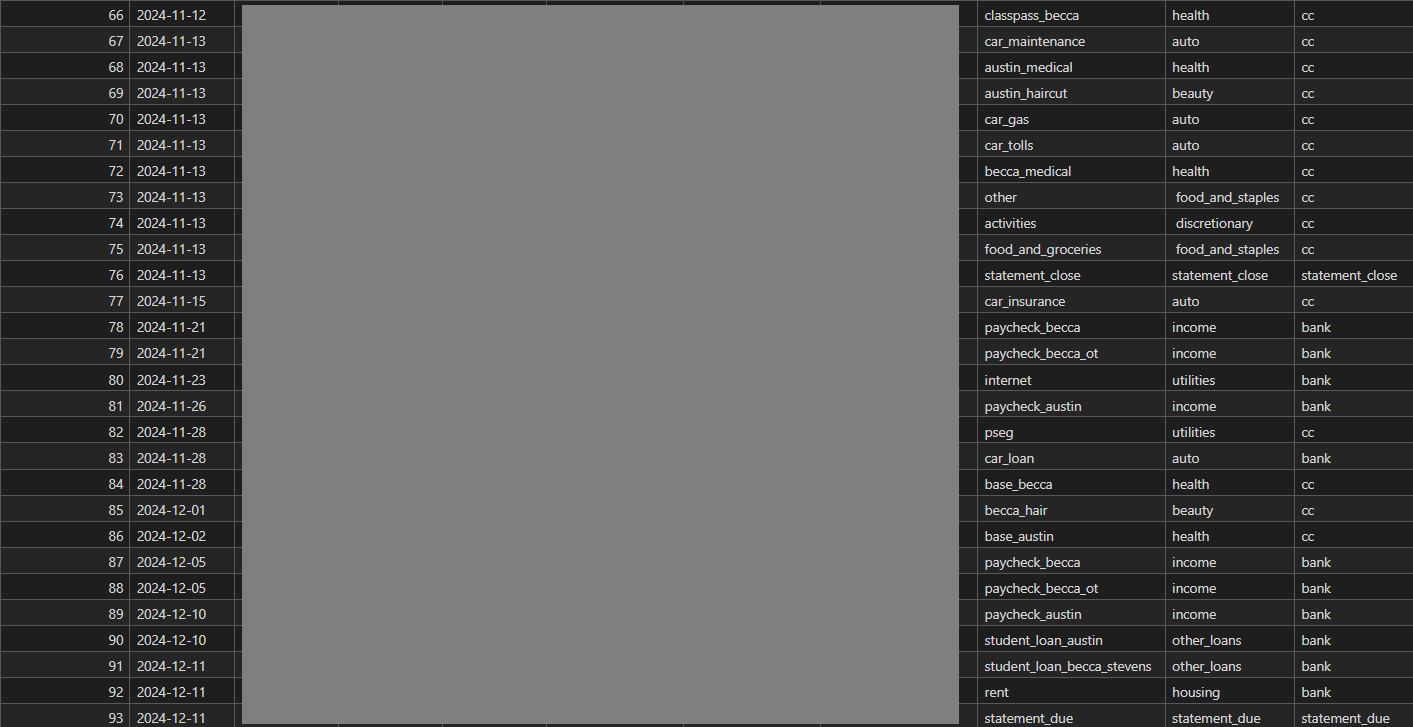 66 2024-11-12 classpass_becca health cc
67 2024-11-13 car_maintenance auto cc
68 2024-11-13 austin_medical health cc
69 2024-11-13 austin_haircut beauty cc
70 2024-11-13 car_gas auto cc
71 2024-11-13 car_tolls auto cc
72 2024-11-13 becca_medical health cc
73 2024-11-13 other food_and_staples cc
74 2024-11-13 activities discretionary cc
75 2024-11-13 food_and_groceries food_and_staples cc
76 2024-11-13 statement_close statement_close statement_close
77 2024-11-15 car_insurance auto cc
78 2024-11-21 paycheck_becca income bank
79 2024-11-21 paycheck_becca_ot income bank
80 2024-11-23 internet utilities bank
81 2024-11-26 paycheck_austin income bank
82 2024-11-28 pseg utilities cc
83 2024-11-28 car_loan auto bank
84 2024-11-28 base_becca health cc
85 2024-12-01 becca_hair beauty cc
86 2024-12-02 base_austin health cc
87 2024-12-05 paycheck_becca income bank
88 2024-12-05 paycheck_becca_ot income bank
89 2024-12-10 paycheck_austin income bank
90 2024-12-10 student_loan_austin other_loans bank
91 2024-12-11 student_loan_becca_stevens other_loans bank
92 2024-12-11 rent housing bank
93 2024-12-11 statement_due statement_due statement_due